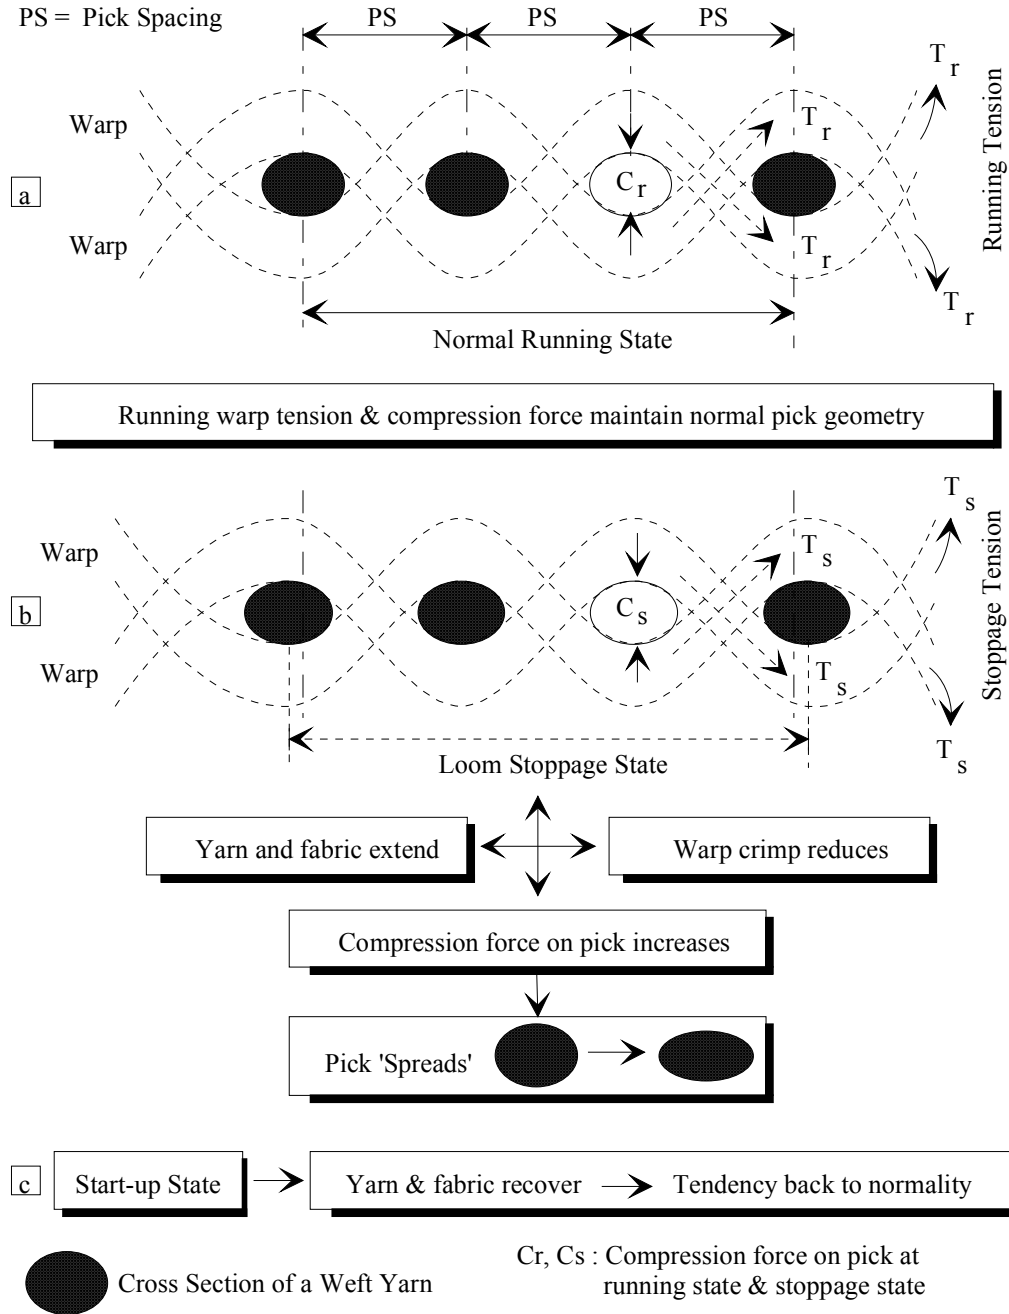 PS = Pick Spacing
PS PS PS
T r
Warp
T r
a
C r
Running Tension
Warp
T r
T r
Normal Running State
Running warp tension & compression force maintain normal pick geometry
T s
Warp
T s
b
C s
Stoppage Tension
Warp
T s
T s
Loom Stoppage State
Yarn and fabric extend
Warp crimp reduces
Compression force on pick increases
Pick 'Spreads'
c
Start-up State
Yarn & fabric recover
Tendency back to normality
Cross Section of a Weft Yarn
Cr, Cs : Compression force on pick at
running state & stoppage state